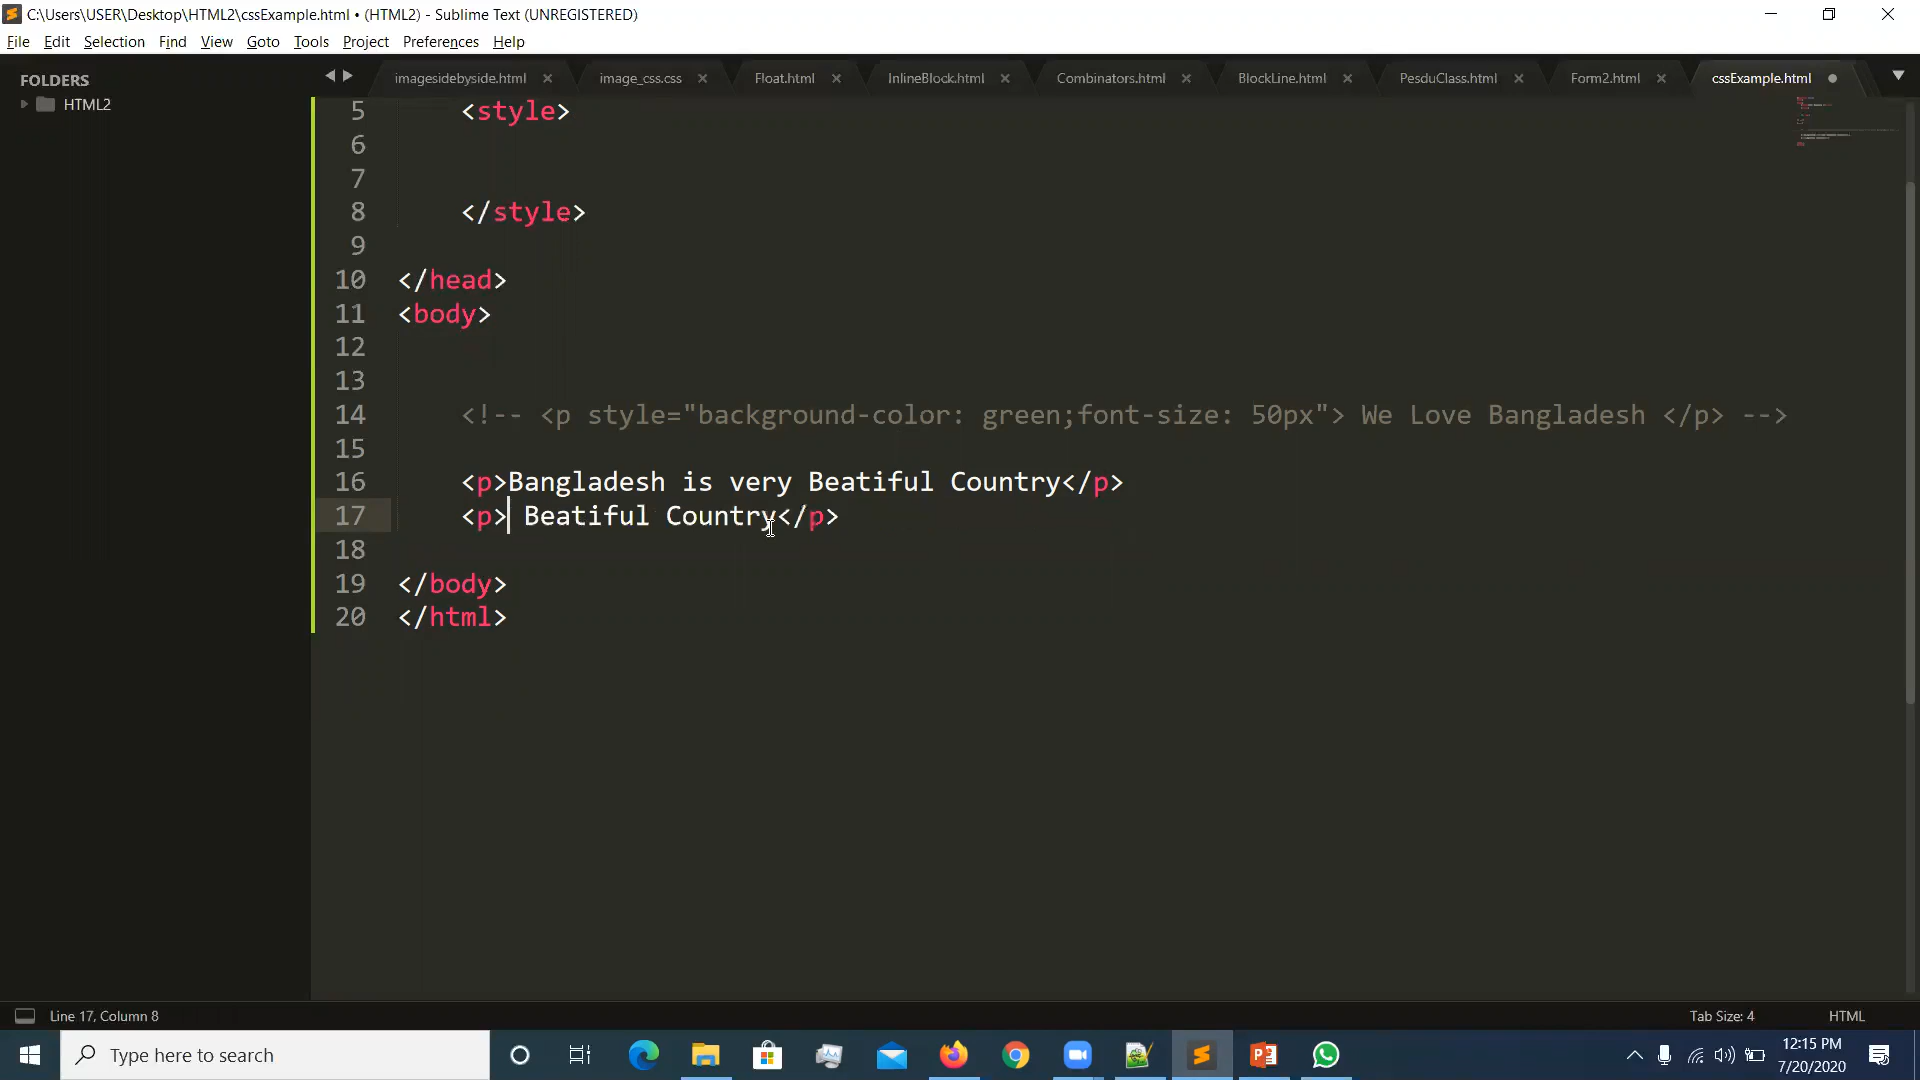 C:\Users\USER\Desktop\HTML2\cssExample.html • (HTML2) - Sublime Text (UNREGISTERED)
File Edit Selection Find View Goto Tools Project Preferences Help
FOLDERS
HTML2
imagesidebyside.html × image_css.css × Float.html × InlineBlock.html × Combinators.html × BlockLine.html × PesduClass.html × Form2.html × cssExample.html
5 <style>
6
7
8 </style>
9
10 </head>
11 <body>
12
13
14 <!-- <p style="background-color: green;font-size: 50px"> We Love Bangladesh </p> -->
15
16 <p>Bangladesh is very Beatiful Country</p>
17 <p> Beatiful Country</p>
18
19 </body>
20 </html>
Line 17, Column 8
Tab Size: 4 HTML
Type here to search
12:15 PM
7/20/2020